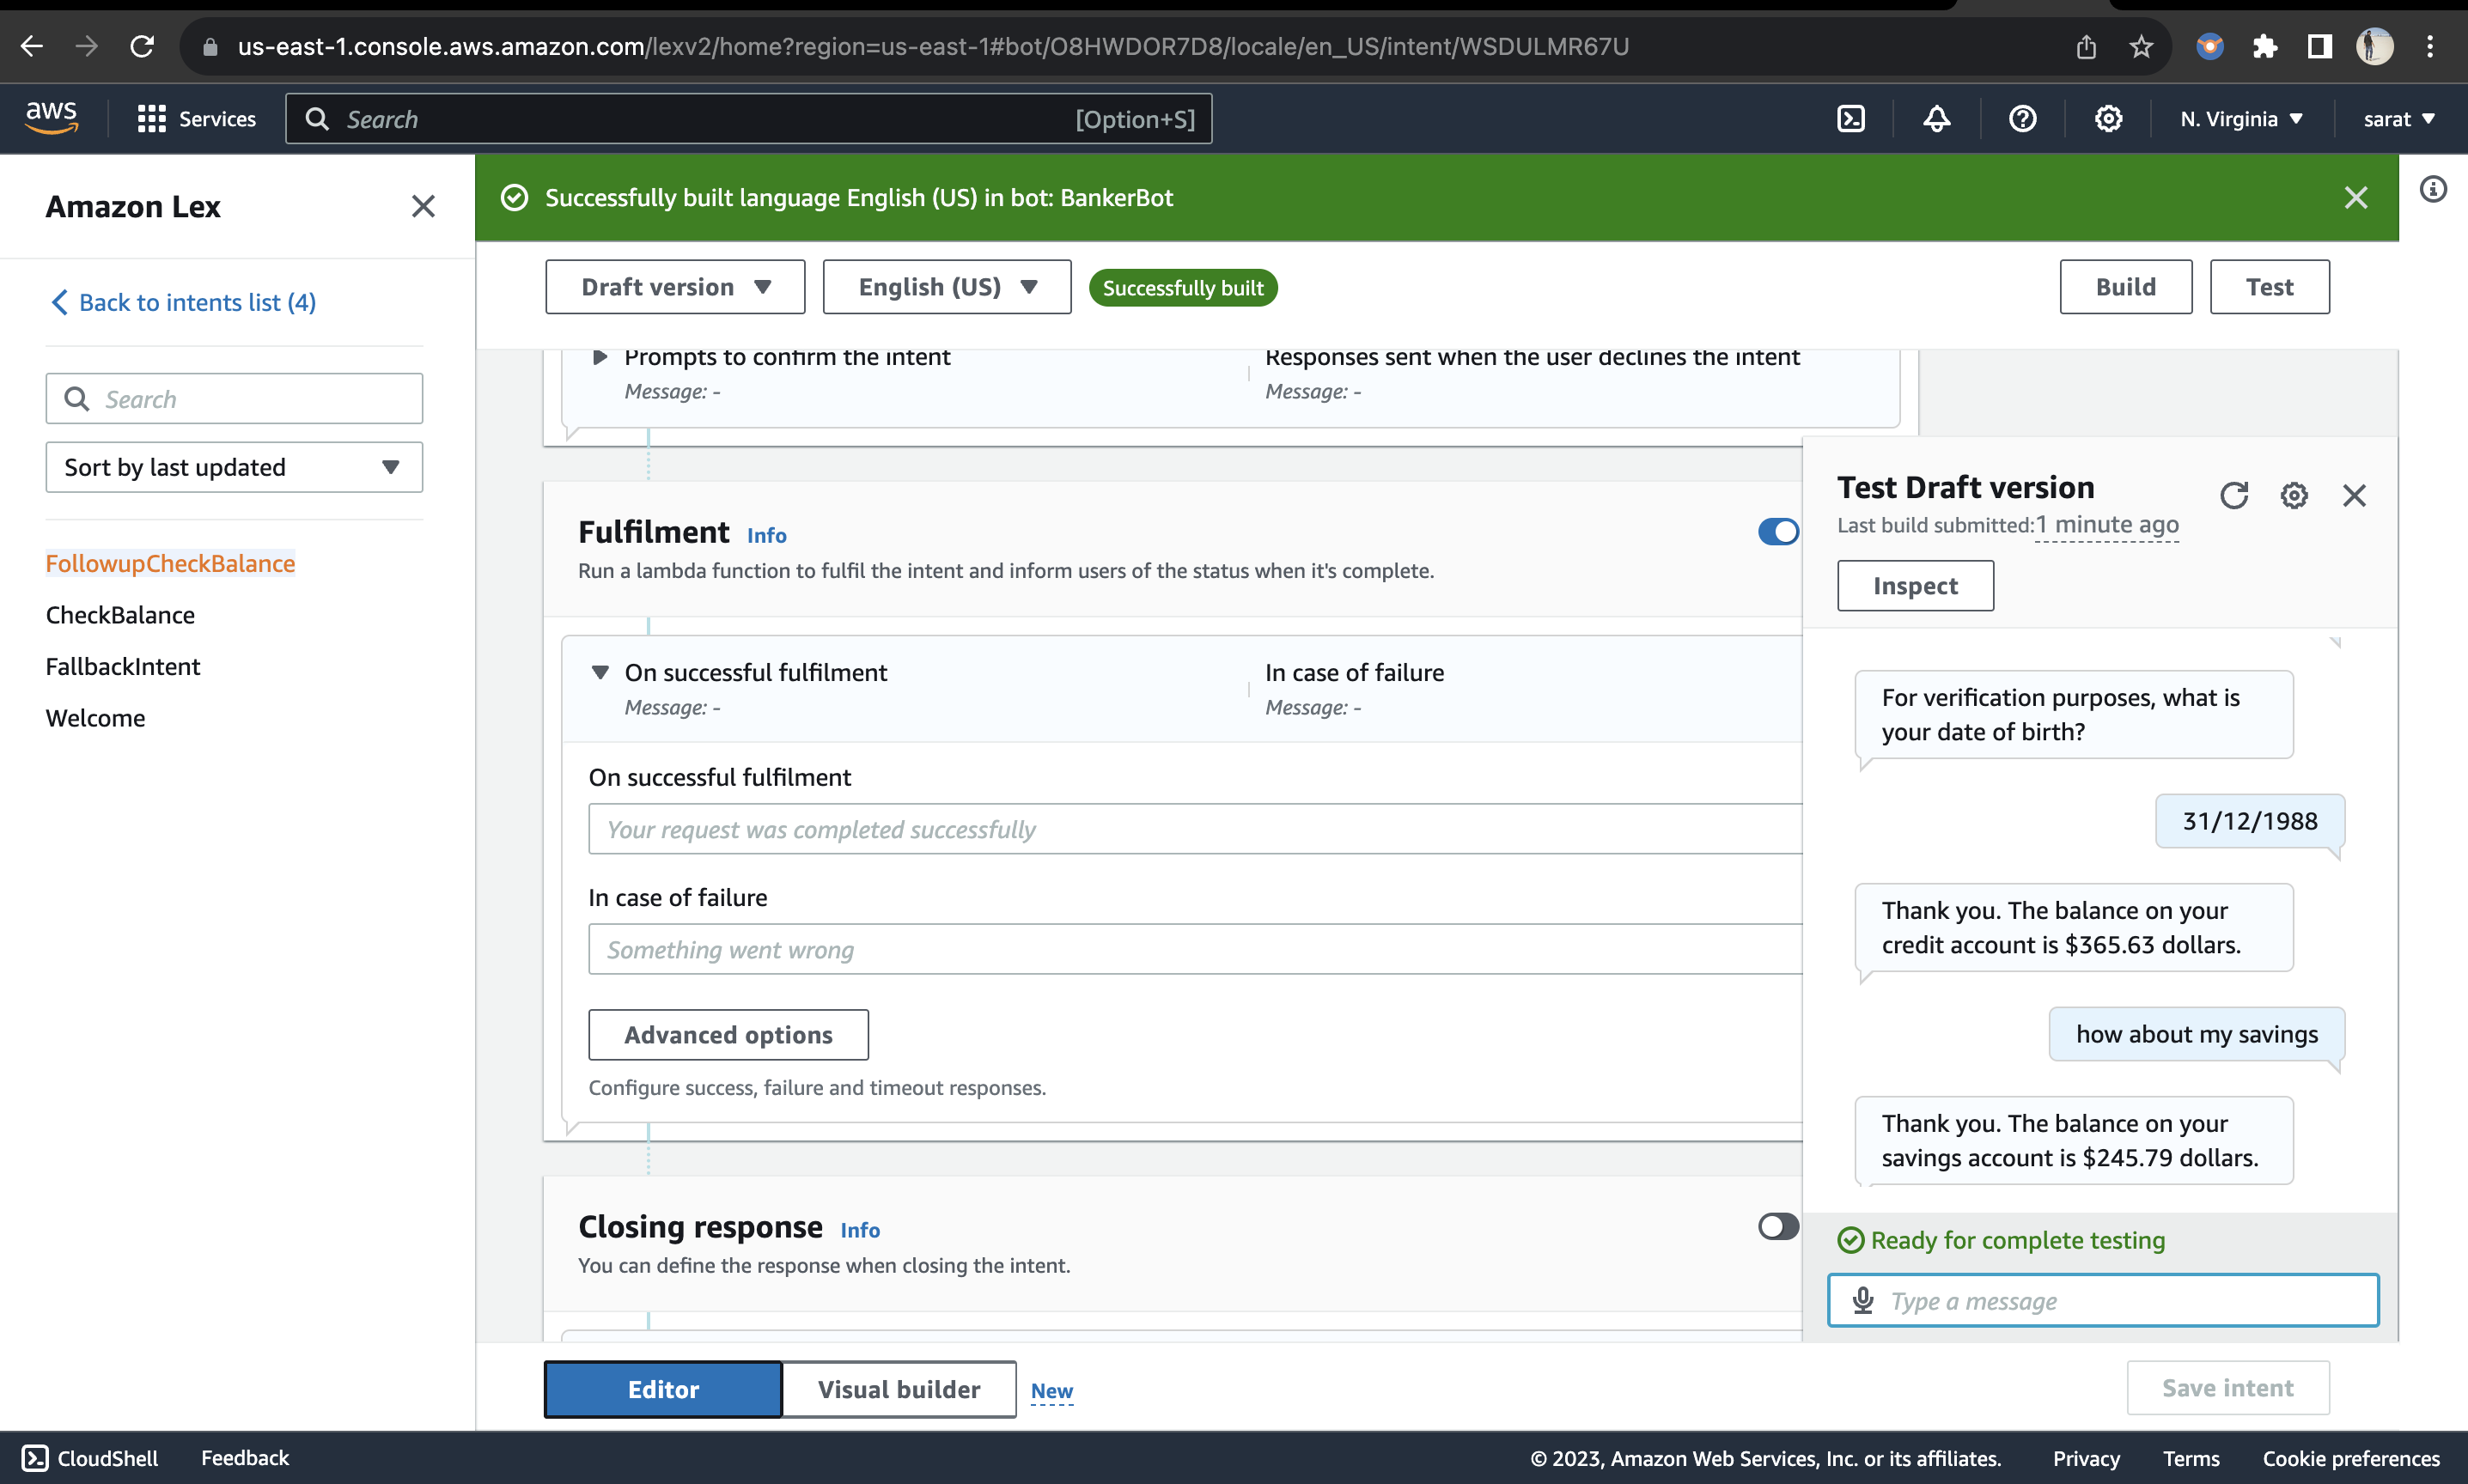 us-east-1.console.aws.amazon.com/lexv2/home?region=us-east-1#bot/O8HWDOR7D8/locale/en_US/intent/WSDULMR67U
aws
Services
Search
[Option+S]
N. Virginia
sarat
Amazon Lex
Back to intents list (4)
Search
Sort by last updated
FollowupCheckBalance
CheckBalance
FallbackIntent
Welcome
Successfully built language English (US) in bot: BankerBot
Draft version
English (US)
Successfully built
Build
Test
Prompts to confirm the intent
Message: -
Responses sent when the user declines the intent
Message: -
Fulfilment Info
Run a lambda function to fulfil the intent and inform users of the status when it's complete.
On successful fulfilment
Message: -
In case of failure
Message: -
On successful fulfilment
Your request was completed successfully
In case of failure
Something went wrong
Advanced options
Configure success, failure and timeout responses.
Closing response Info
You can define the response when closing the intent.
Test Draft version
Last build submitted: 1 minute ago
Inspect
For verification purposes, what is
your date of birth?
31/12/1988
Thank you. The balance on your
credit account is $365.63 dollars.
how about my savings
Thank you. The balance on your
savings account is $245.79 dollars.
Ready for complete testing
Type a message
Editor
Visual builder
New
Save intent
CloudShell
Feedback
© 2023, Amazon Web Services, Inc. or its affiliates.
Privacy
Terms
Cookie preferences